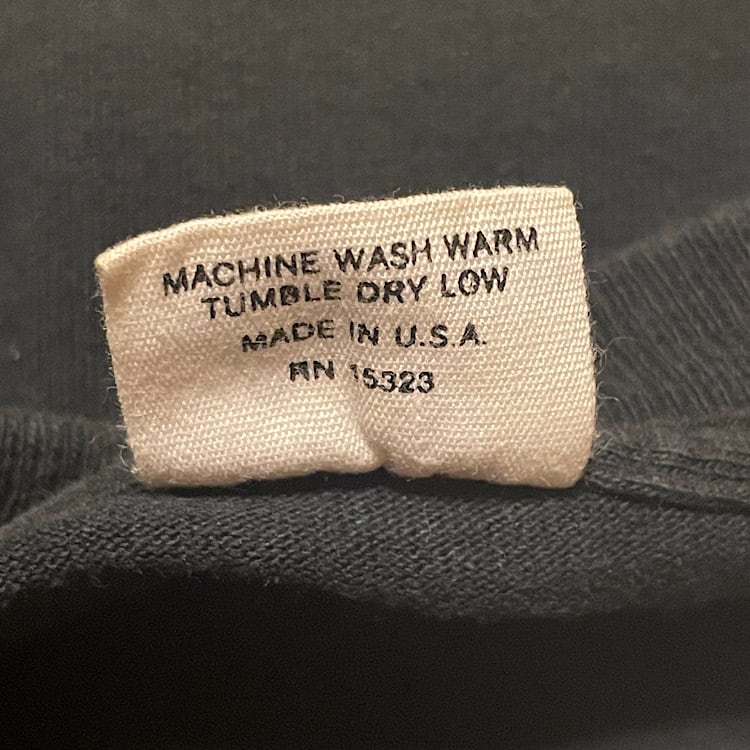 MACHINE WASH WARM
TUMBLE DRY LOW
MADE IN U.S.A.
RN 15323